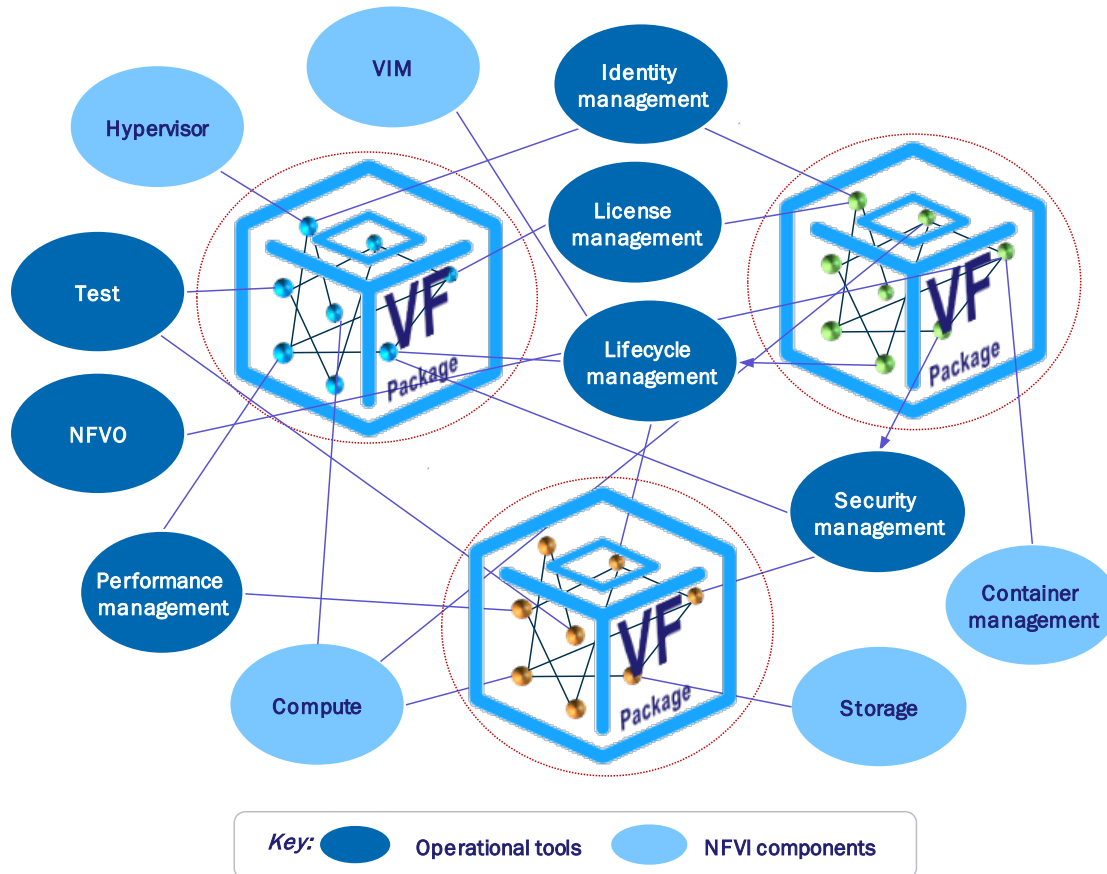 VIM
Identity
management
Hypervisor
License
management
Test
VF
Package
VF
Package
Lifecycle
management
NFVO
Security
management
Performance
management
Container
management
VF
Package
Compute
Storage
Key:
Operational tools
NFVI components